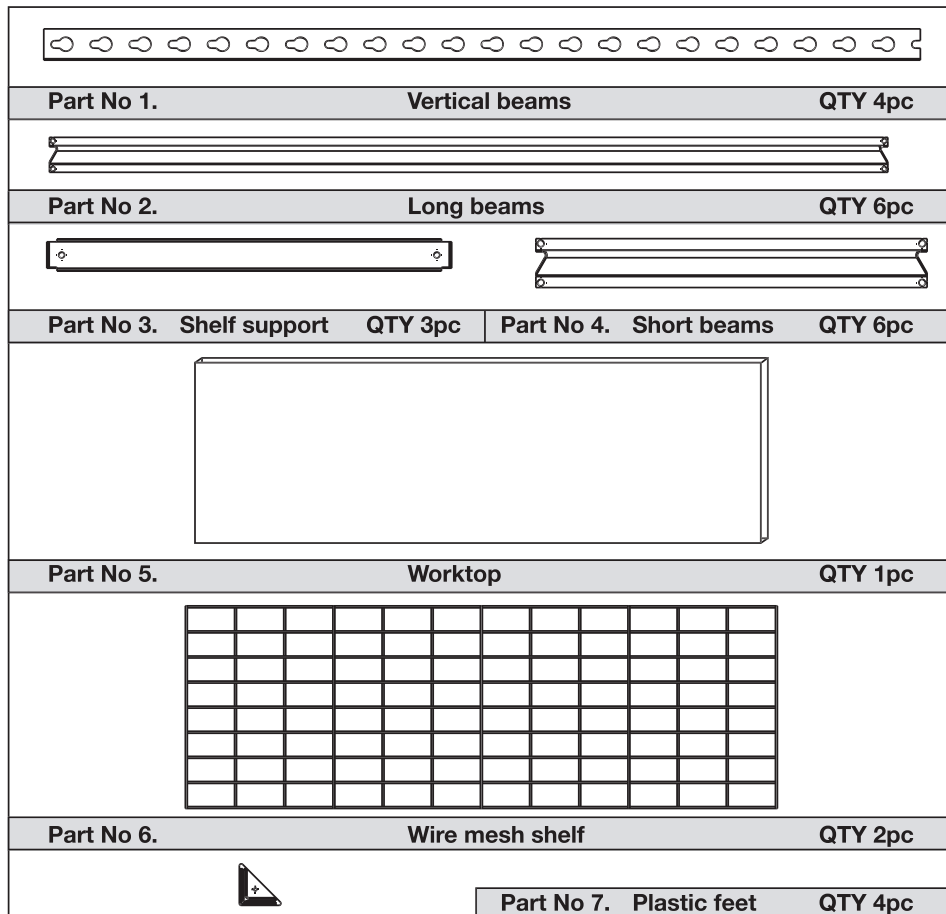 Part No 1. Vertical beams QTY 4pc
Part No 2. Long beams QTY 6pc
Part No 3. Shelf support QTY 3pc
Part No 4. Short beams QTY 6pc
Part No 5. Worktop QTY 1pc
Part No 6. Wire mesh shelf QTY 2pc
Part No 7. Plastic feet QTY 4pc